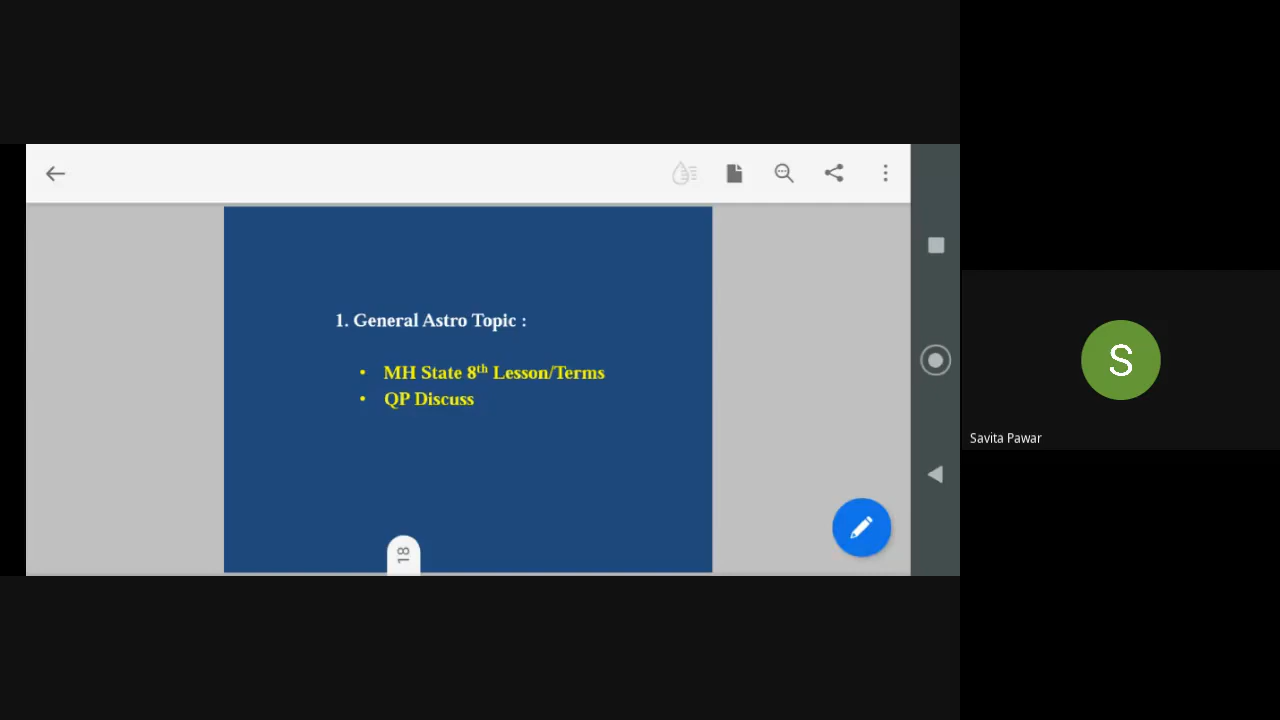 1. General Astro Topic :
• MH State 8th Lesson/Terms
• QP Discuss
18
S
Savita Pawar